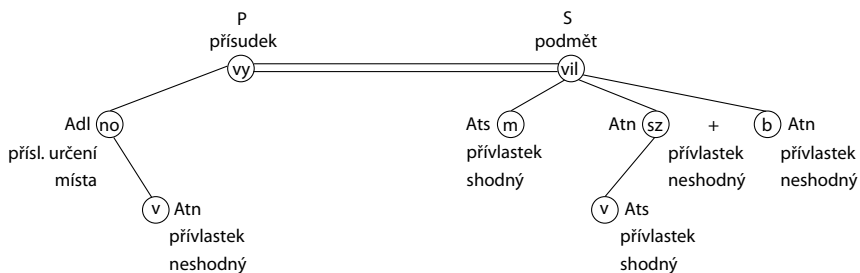 P S
přísudek podmět
vy vil
Adl no Ats m Atn sz + b Atn
přísl. určení přívlastek přívlastek přívlastek
místa shodný neshodný neshodný
v Atn v Ats
přívlastek přívlastek
neshodný shodný